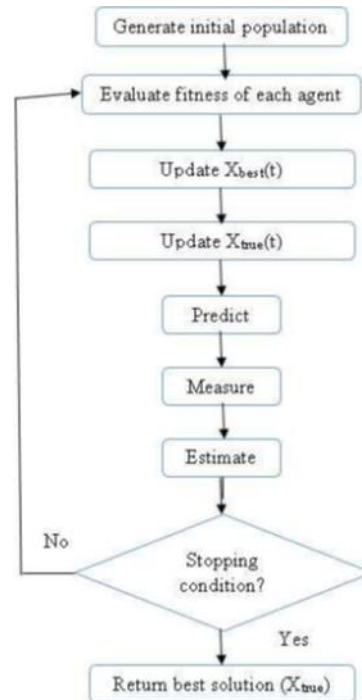 Generate initial population
Evaluate fitness of each agent
Update Xbest(t)
Update Xtrue(t)
Predict
Measure
Estimate
No
Stopping
condition?
Yes
Return best solution (Xtrue)